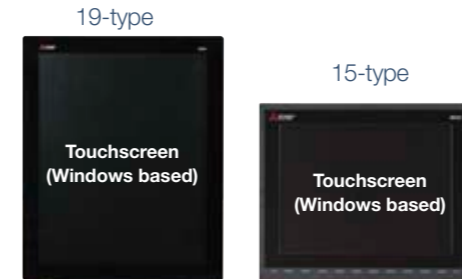 19-type
15-type
Touchscreen
(Windows based)
Touchscreen
(Windows based)